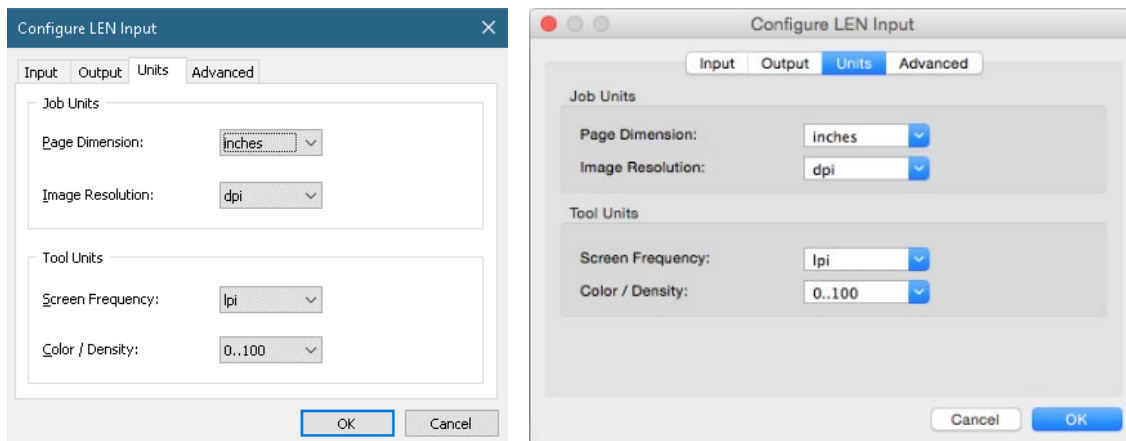 Configure LEN Input
Input Output Units Advanced
Job Units
Page Dimension: inches
Image Resolution: dpi
Tool Units
Screen Frequency: lpi
Color / Density: 0..100
OK Cancel
Configure LEN Input
Input Output Units Advanced
Job Units
Page Dimension: inches
Image Resolution: dpi
Tool Units
Screen Frequency: lpi
Color / Density: 0..100
Cancel OK